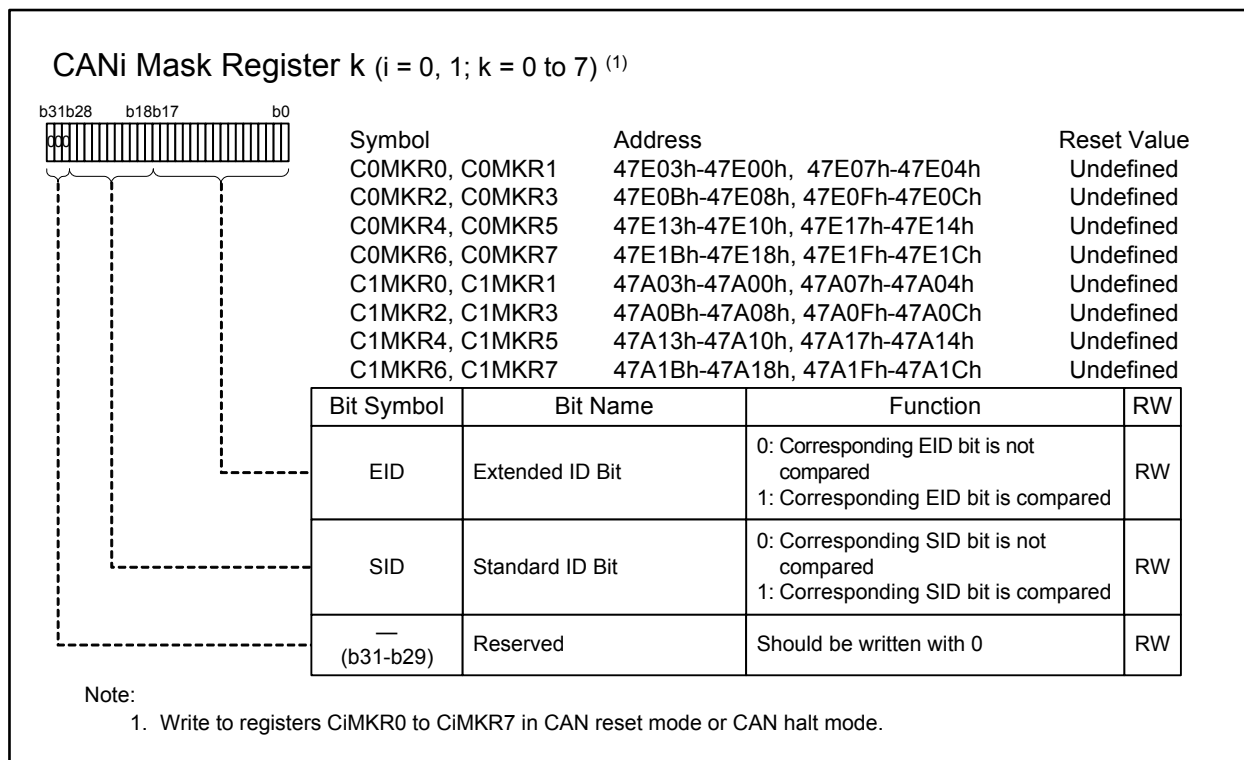 CANi Mask Register k (i = 0, 1; k = 0 to 7) (1)
b31b28 b18b17 b0
000
Symbol Address Reset Value
C0MKR0, C0MKR1 47E03h-47E00h, 47E07h-47E04h Undefined
C0MKR2, C0MKR3 47E0Bh-47E08h, 47E0Fh-47E0Ch Undefined
C0MKR4, C0MKR5 47E13h-47E10h, 47E17h-47E14h Undefined
C0MKR6, C0MKR7 47E1Bh-47E18h, 47E1Fh-47E1Ch Undefined
C1MKR0, C1MKR1 47A03h-47A00h, 47A07h-47A04h Undefined
C1MKR2, C1MKR3 47A0Bh-47A08h, 47A0Fh-47A0Ch Undefined
C1MKR4, C1MKR5 47A13h-47A10h, 47A17h-47A14h Undefined
C1MKR6, C1MKR7 47A1Bh-47A18h, 47A1Fh-47A1Ch Undefined
Bit Symbol Bit Name Function RW
EID Extended ID Bit 0: Corresponding EID bit is not
compared
1: Corresponding EID bit is compared RW
SID Standard ID Bit 0: Corresponding SID bit is not
compared
1: Corresponding SID bit is compared RW
—
(b31-b29) Reserved Should be written with 0 RW
Note:
1. Write to registers CiMKR0 to CiMKR7 in CAN reset mode or CAN halt mode.